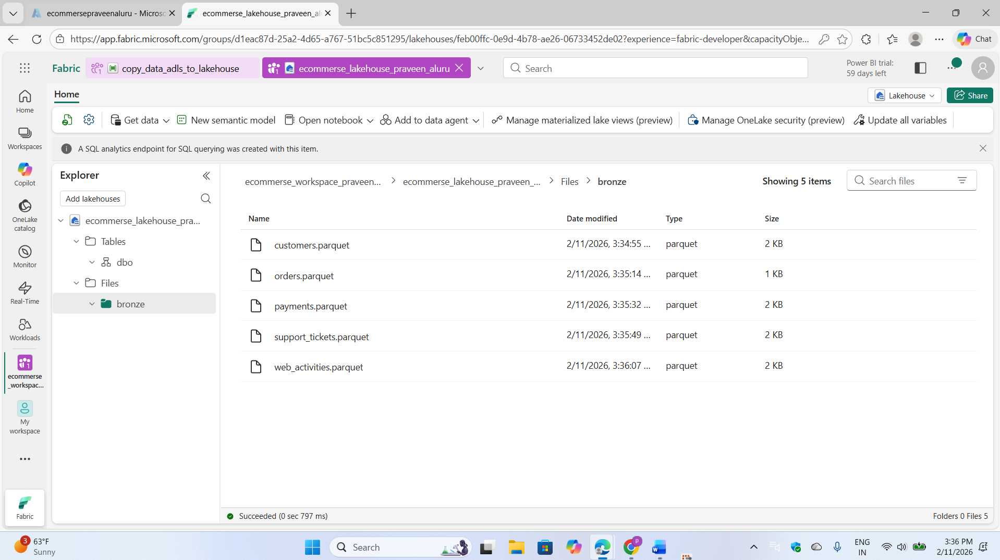 ecommersepraveenaluru - Microso
ecommerse_lakehouse_praveen_al
https://app.fabric.microsoft.com/groups/d1eac87d-25a2-4d65-a767-51bc5c851295/lakehouses/feb00ffc-0e9d-4b78-ae26-06733452de02?experience=fabric-developer&capacityObje...
Chat
Fabric
copy_data_adls_to_lakehouse
ecommerse_lakehouse_praveen_aluru
Search
Power BI trial:
59 days left
Home
Lakehouse
Share
Get data
New semantic model
Open notebook
Add to data agent
Manage materialized lake views (preview)
Manage OneLake security (preview)
Update all variables
A SQL analytics endpoint for SQL querying was created with this item.
Home
Workspaces
Copilot
OneLake
catalog
Monitor
Real-Time
Workloads
ecommerse
_workspac...
My
workspace
Fabric
Explorer
Add lakehouses
ecommerse_lakehouse_pra...
Tables
dbo
Files
bronze
ecommerse_workspace_praveen... > ecommerse_lakehouse_praveen_... > Files > bronze
Showing 5 items
Search files
Name Date modified Type Size
customers.parquet 2/11/2026, 3:34:55 ... parquet 2 KB
orders.parquet 2/11/2026, 3:35:14 ... parquet 1 KB
payments.parquet 2/11/2026, 3:35:32 ... parquet 2 KB
support_tickets.parquet 2/11/2026, 3:35:49 ... parquet 2 KB
web_activities.parquet 2/11/2026, 3:36:07 ... parquet 2 KB
Succeeded (0 sec 797 ms)
Folders 0 Files 5
3
63°F
Sunny
Search
P
W
ENG
IN
3:36 PM
2/11/2026